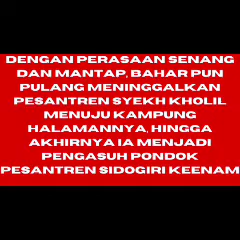 DENGAN PERASAAN SENANG
DAN MANTAP, BAHAR PUN
PULANG MENINGGALKAN
PESANTREN SYEKH KHOLIL
MENUJU KAMPUNG
HALAMANNYA, HINGGA
AKHIRNYA IA MENJADI
PENGASUH PONDOK
PESANTREN SIDOGIRI KEENAM